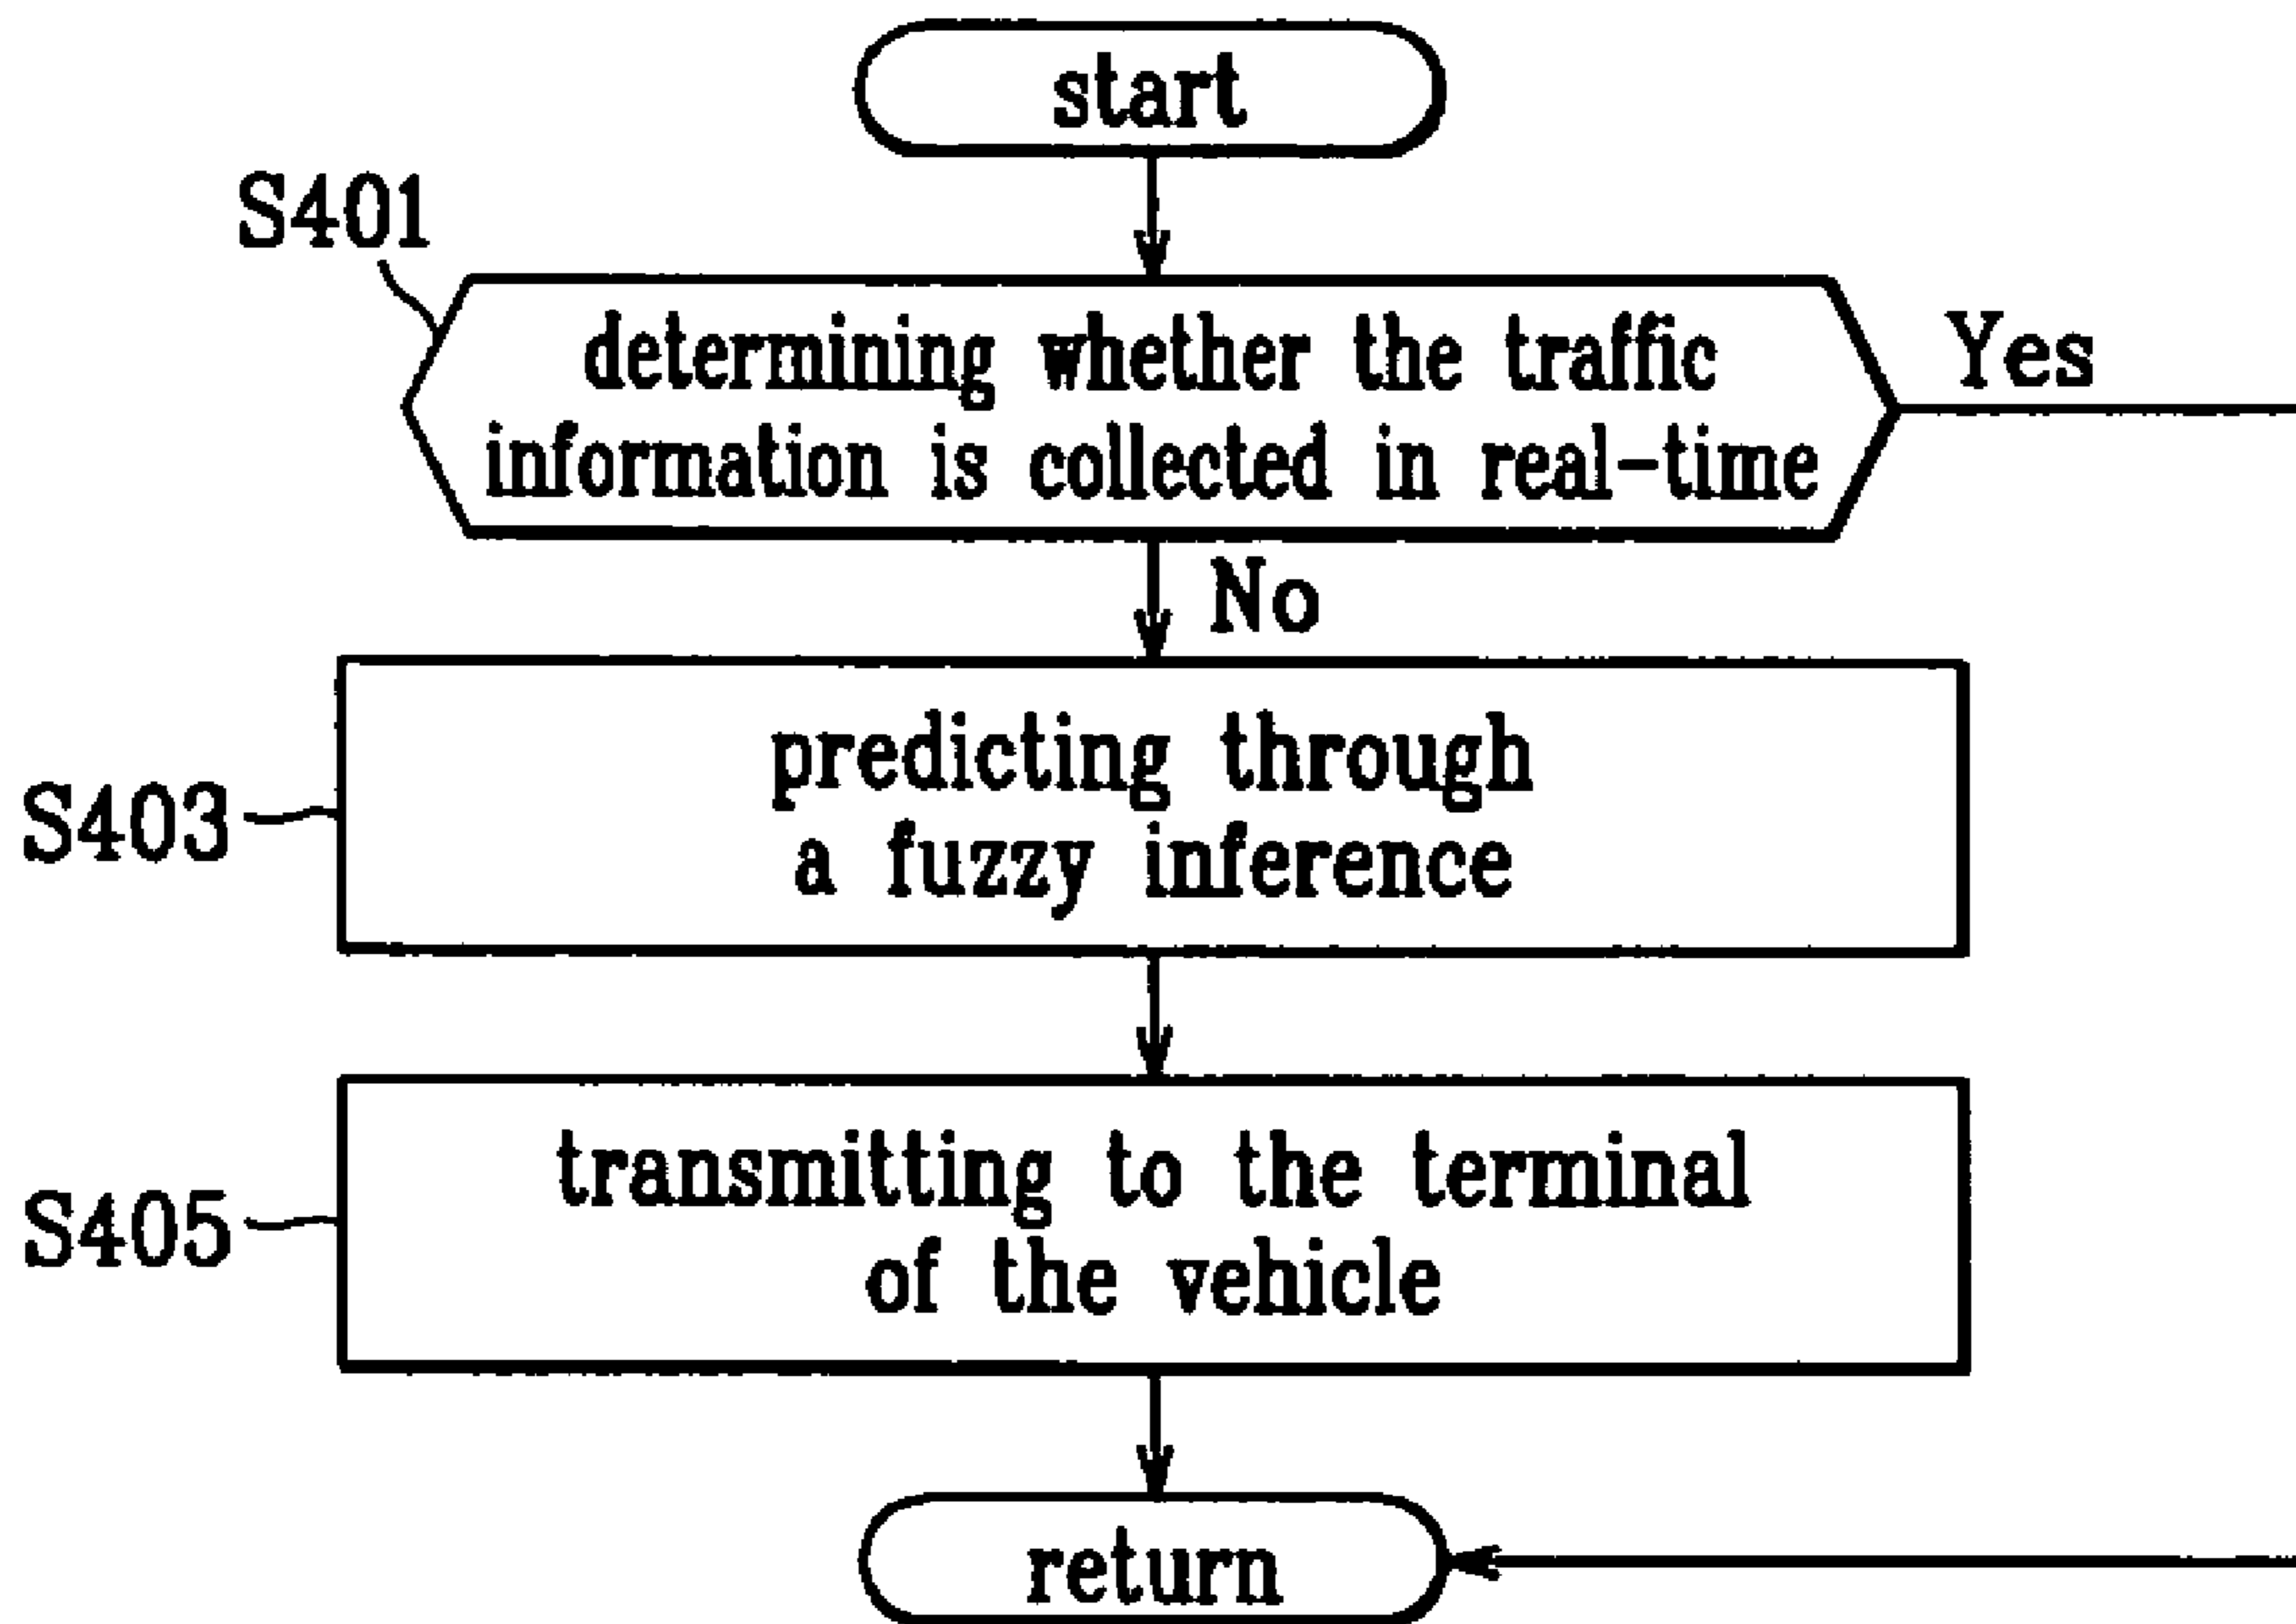 start
S401
determining whether the traffic
information is collected in real-time
Yes
No
S403
predicting through
a fuzzy inference
S405
transmitting to the terminal
of the vehicle
return